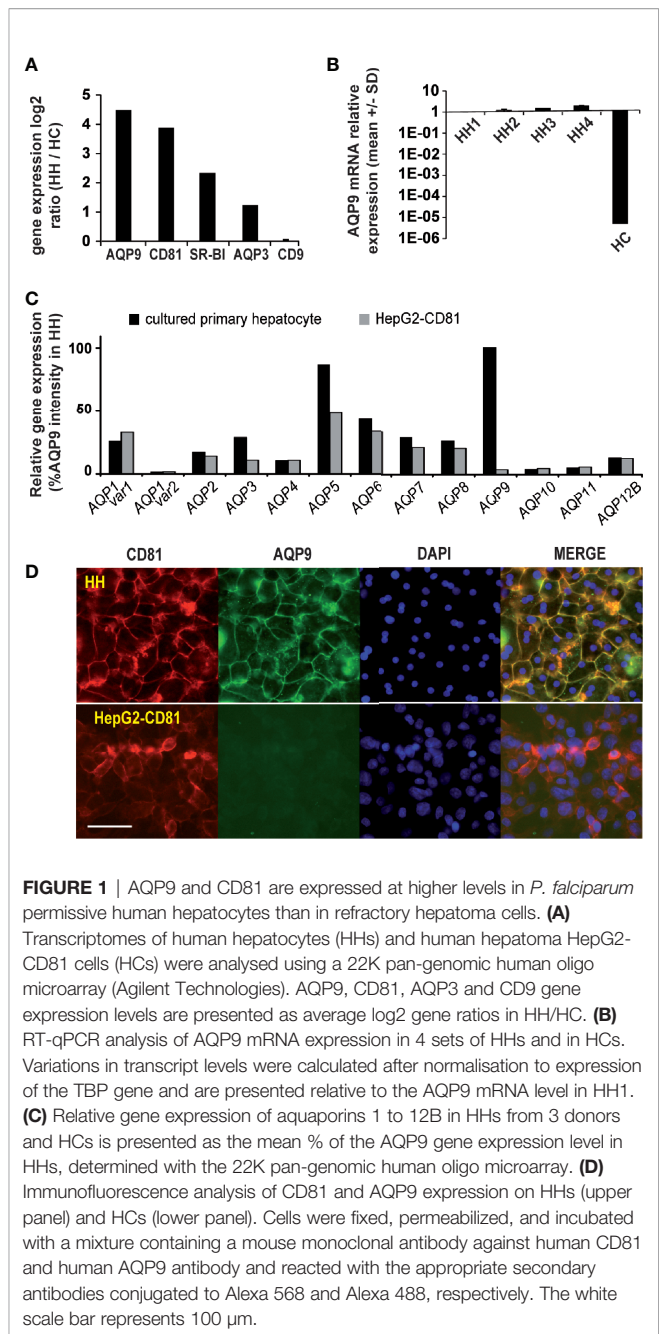 A
gene expression log2
ratio (HH / HC)
5
4
3
2
1
0
AQP9 CD81 SR-BI AQP3 CD9
B
AQP9 mRNA relative
expression (mean +/- SD)
10
1
1E-01
1E-02
1E-03
1E-04
1E-05
1E-06
HH1 HH2 HH3 HH4 HC
C
■ cultured primary hepatocyte ■ HepG2-CD81
Relative gene expression
(%AQP9 intensity in HH)
100
50
0
AQP1 var1 AQP1 var2 AQP2 AQP3 AQP4 AQP5 AQP6 AQP7 AQP8 AQP9 AQP10 AQP11 AQP12B
D
CD81 AQP9 DAPI MERGE
HH
HepG2-CD81
FIGURE 1 | AQP9 and CD81 are expressed at higher levels in P. falciparum
permissive human hepatocytes than in refractory hepatoma cells. (A)
Transcriptomes of human hepatocytes (HHs) and human hepatoma HepG2-
CD81 cells (HCs) were analysed using a 22K pan-genomic human oligo
microarray (Agilent Technologies). AQP9, CD81, AQP3 and CD9 gene
expression levels are presented as average log2 gene ratios in HH/HC. (B)
RT-qPCR analysis of AQP9 mRNA expression in 4 sets of HHs and in HCs.
Variations in transcript levels were calculated after normalisation to expression
of the TBP gene and are presented relative to the AQP9 mRNA level in HH1.
(C) Relative gene expression of aquaporins 1 to 12B in HHs from 3 donors
and HCs is presented as the mean % of the AQP9 gene expression level in
HHs, determined with the 22K pan-genomic human oligo microarray. (D)
Immunofluorescence analysis of CD81 and AQP9 expression on HHs (upper
panel) and HCs (lower panel). Cells were fixed, permeabilized, and incubated
with a mixture containing a mouse monoclonal antibody against human CD81
and human AQP9 antibody and reacted with the appropriate secondary
antibodies conjugated to Alexa 568 and Alexa 488, respectively. The white
scale bar represents 100 µm.